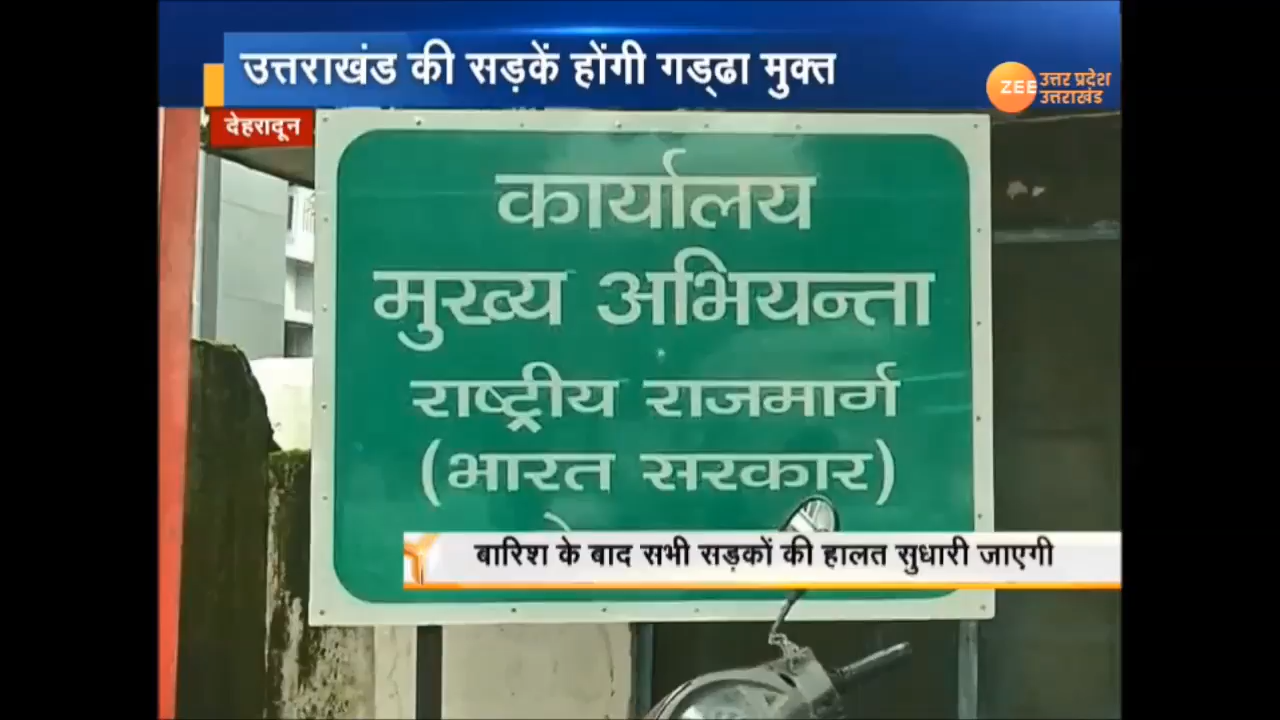 उत्तराखंड की सड़कें होंगी गड्ढा मुक्त
ZEE उत्तर प्रदेश
उत्तराखंड
देहरादून
कार्यालय
मुख्य अभियन्ता
राष्ट्रीय राजमार्ग
(भारत सरकार)
बारिश के बाद सभी सड़कों की हालत सुधारी जाएगी